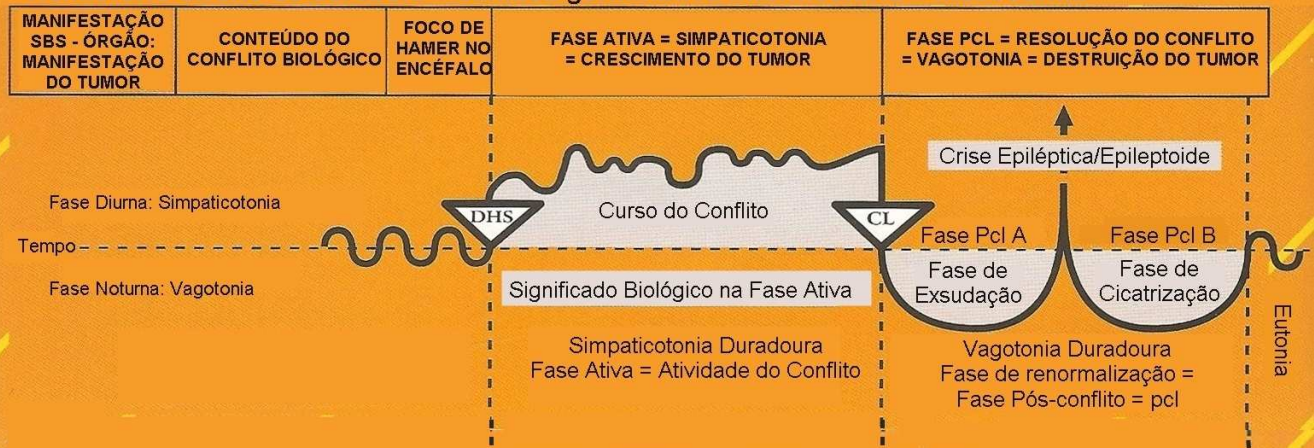 MANIFESTAÇÃO
SBS - ÓRGÃO:
MANIFESTAÇÃO
DO TUMOR
CONTEÚDO DO
CONFLITO BIOLÓGICO
FOCO DE
HAMER NO
ENCÉFALO
FASE ATIVA = SIMPATICOTONIA
= CRESCIMENTO DO TUMOR
FASE PCL = RESOLUÇÃO DO CONFLITO
= VAGOTONIA = DESTRUIÇÃO DO TUMOR
Crise Epiléptica/Epileptoide
Fase Diurna: Simpaticotonia
DHS
Curso do Conflito
CL
Fase Pcl A
Fase Pcl B
Tempo
Fase Noturna: Vagotonia
Significado Biológico na Fase Ativa
Fase de
Exsudação
Fase de
Cicatrização
Simpaticotonia Duradoura
Fase Ativa = Atividade do Conflito
Vagotonia Duradoura
Fase de renormalização =
Fase Pós-conflito = pcl
Eutonia